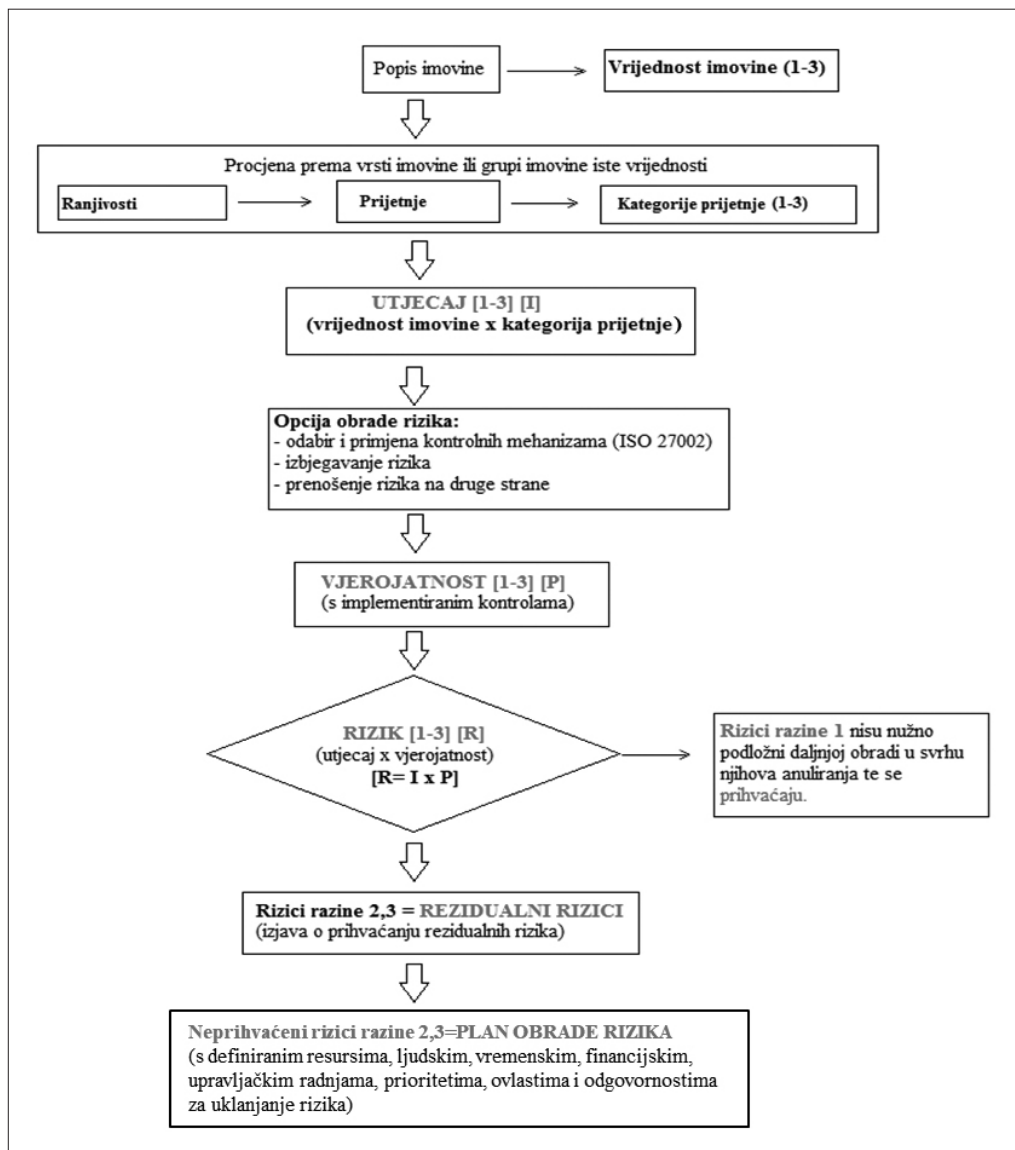 Popis imovine
Vrijednost imovine (1-3)
Procjena prema vrsti imovine ili grupi imovine iste vrijednosti
Ranjivosti
Prijetnje
Kategorije prijetnje (1-3)
UTJECAJ [1-3] [I]
(vrijednost imovine x kategorija prijetnje)
Opcija obrade rizika:
- odabir i primjena kontrolnih mehanizama (ISO 27002)
- izbjegavanje rizika
- prenošenje rizika na druge strane
VJEROJATNOST [1-3] [P]
(s implementiranim kontrolama)
RIZIK [1-3] [R]
(utjecaj x vjerojatnost)
[R= I x P]
Rizici razine 1 nisu nužno
podložni daljnjoj obradi u svrhu
njihova anuliranja te se
prihvaćaju.
Rizici razine 2,3 = REZIDUALNI RIZICI
(izjava o prihvaćanju rezidualnih rizika)
Neprihvaćeni rizici razine 2,3=PLAN OBRADE RIZIKA
(s definiranim resursima, ljudskim, vremenskim, financijskim,
upravljačkim radnjama, prioritetima, ovlastima i odgovornostima
za uklanjanje rizika)